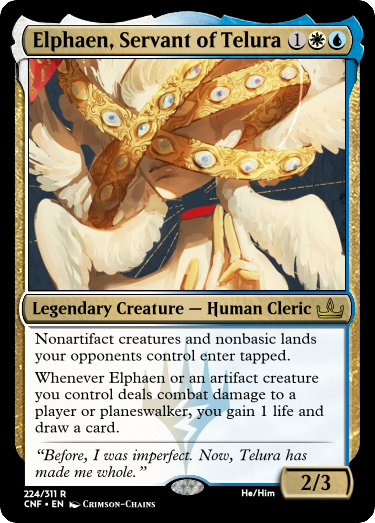 Elphaen, Servant of Telura 1
Legendary Creature — Human Cleric
Nonartifact creatures and nonbasic lands
your opponents control enter tapped.
Whenever Elphaen or an artifact creature
you control deals combat damage to a
player or planeswalker, you gain 1 life and
draw a card.
“Before, I was imperfect. Now, Telura has
made me whole.”
2/3
224/311 R He/Him
CNF • EN Crimson-Chains